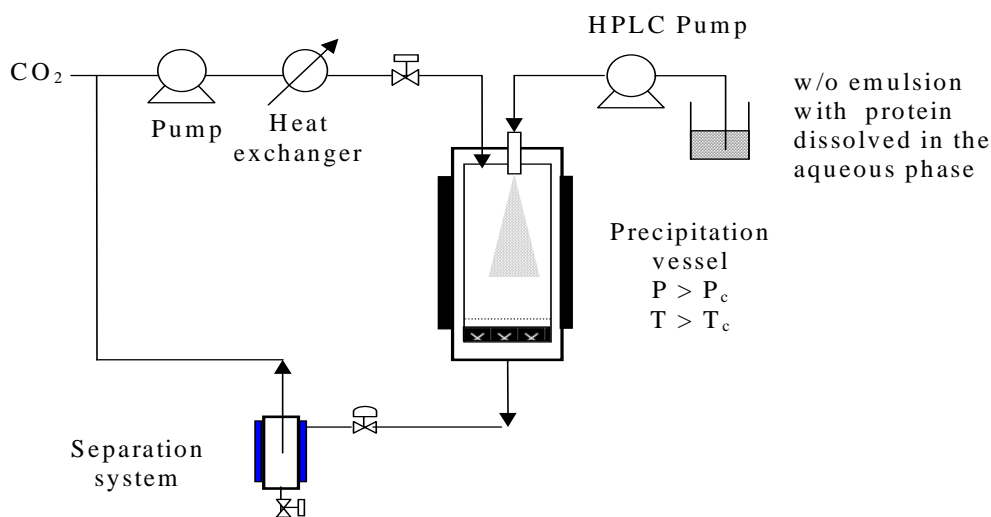 HPLC Pump
CO₂
Pump
Heat
exchanger
w/o emulsion
with protein
dissolved in the
aqueous phase
Precipitation
vessel
P > Pc
T > Tc
Separation
system